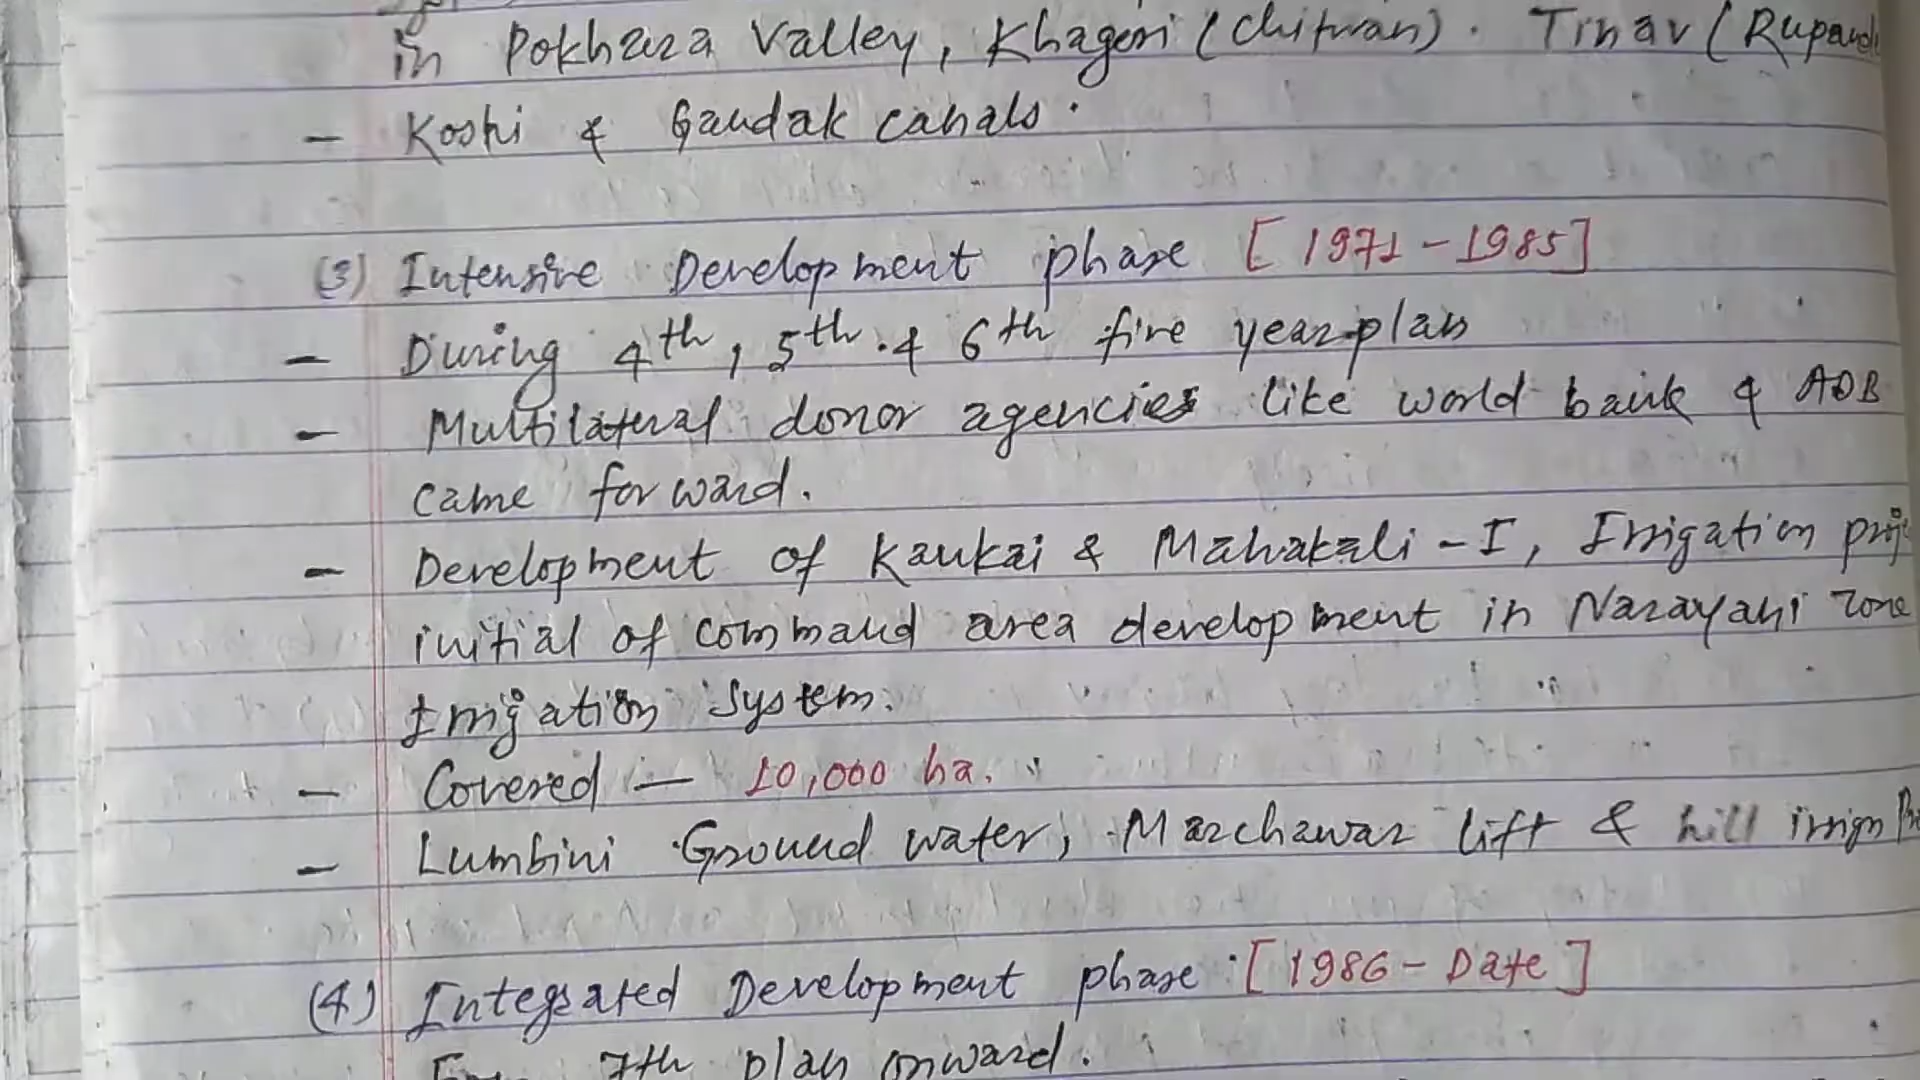 in Pokhara Valley, Khageri (Chitwan). Tinav (Rupand
- Koshi & Gandak canals.
(3) Intensive Development phase [1971-1985]
- During 4th, 5th & 6th five year plan
- Multilateral donor agencies like world bank & ADB
came forward.
- Development of Kankai & Mahakali-I, Irrigation proj
initial of command area development in Narayani zone
Irrigation System.
- Covered - 10,000 ha.
- Lumbini Ground water, Marchawar lift & hill irrign Pr
(4) Integrated Development phase [1986-Date]
7th plan onward.